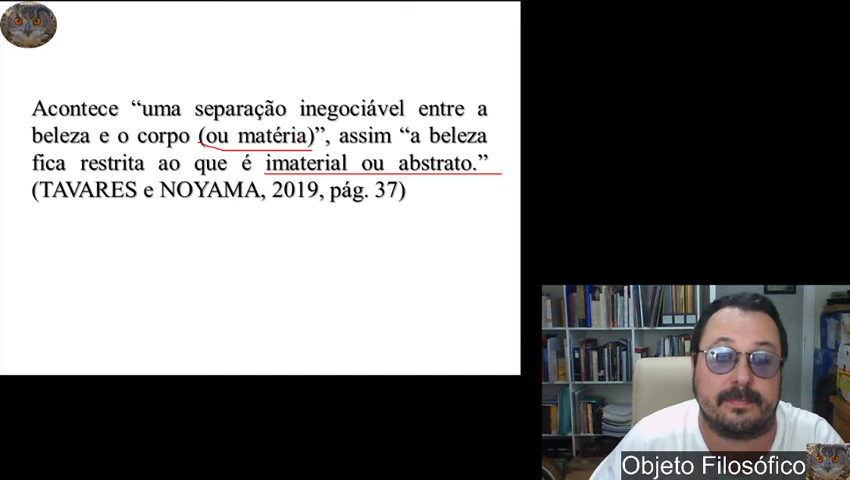 Acontece “uma separação inegociável entre a
beleza e o corpo (ou matéria)”, assim “a beleza
fica restrita ao que é imaterial ou abstrato.”
(TAVARES e NOYAMA, 2019, pág. 37)
Objeto Filosófico